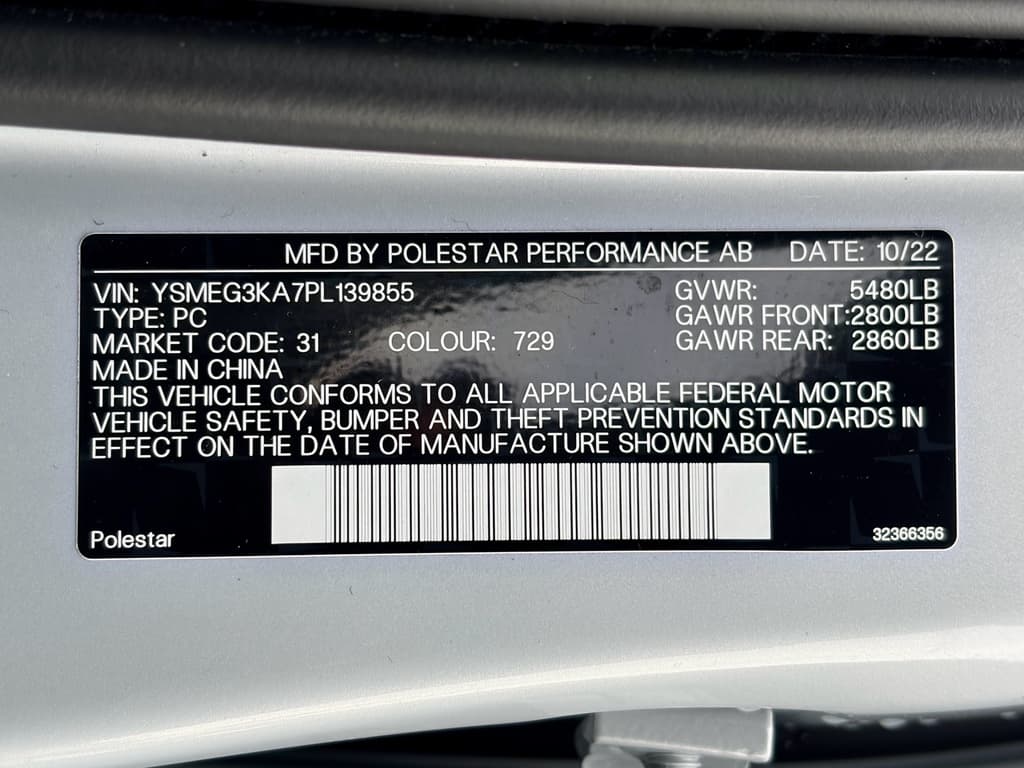 MFD BY POLESTAR PERFORMANCE AB DATE: 10/22
VIN: YSMEG3KA7PL139855 GVWR: 5480LB
TYPE: PC GAWR FRONT:2800LB
MARKET CODE: 31 COLOUR: 729 GAWR REAR: 2860LB
MADE IN CHINA
THIS VEHICLE CONFORMS TO ALL APPLICABLE FEDERAL MOTOR
VEHICLE SAFETY, BUMPER AND THEFT PREVENTION STANDARDS IN
EFFECT ON THE DATE OF MANUFACTURE SHOWN ABOVE.
Polestar 32366356